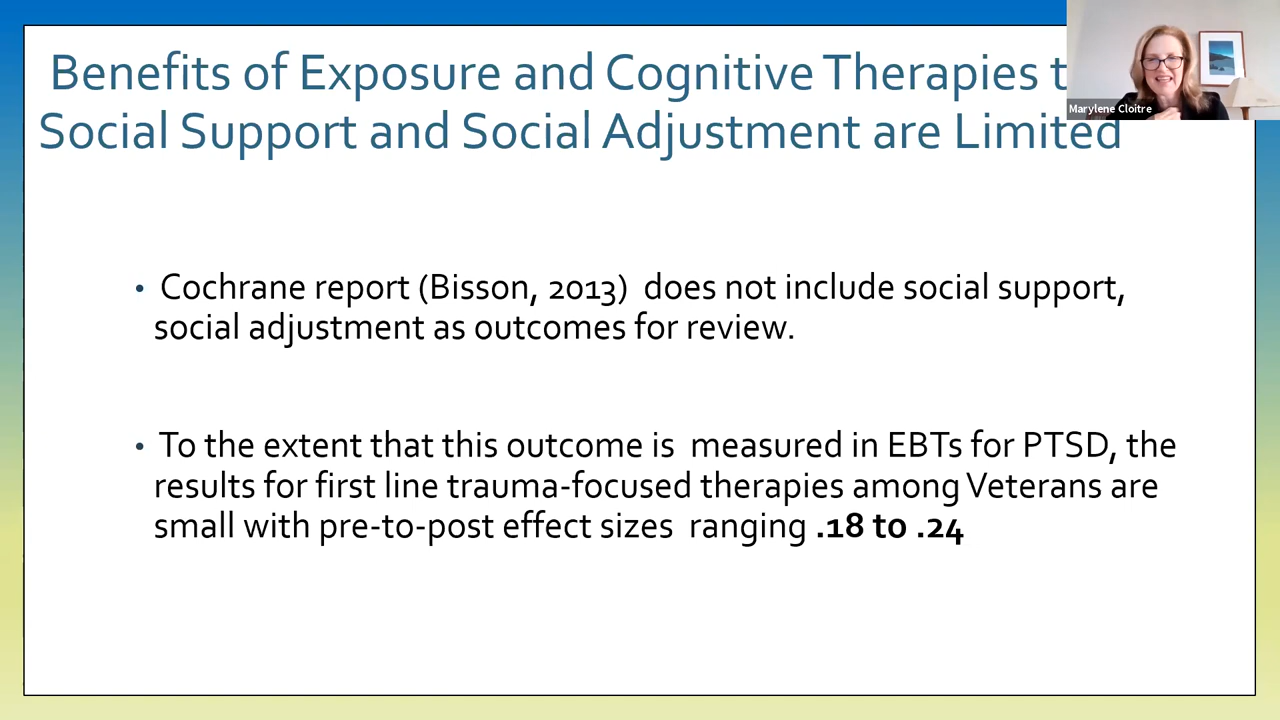 Benefits of Exposure and Cognitive Therapies
Social Support and Social Adjustment are Limited
Marylene Cloitre
• Cochrane report (Bisson, 2013) does not include social support,
social adjustment as outcomes for review.
• To the extent that this outcome is measured in EBTs for PTSD, the
results for first line trauma-focused therapies among Veterans are
small with pre-to-post effect sizes ranging .18 to .24